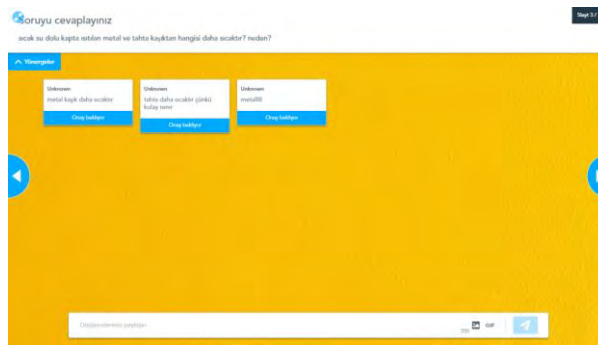 Soruyu cevaplayınız
Slayt 3 /
sıcak su dolu kapta ısıtılan metal ve tahta kaşıktan hangisi daha sıcaktır? neden?
Yönergeler
Unknown
metal kaşık daha sıcaktır
Onay bekliyor
Unknown
tahta daha sıcaktır çünkü
kolay ısınır
Onay bekliyor
Unknown
Onay bekliyor
Düşüncelerinizi paylaşın
GIF